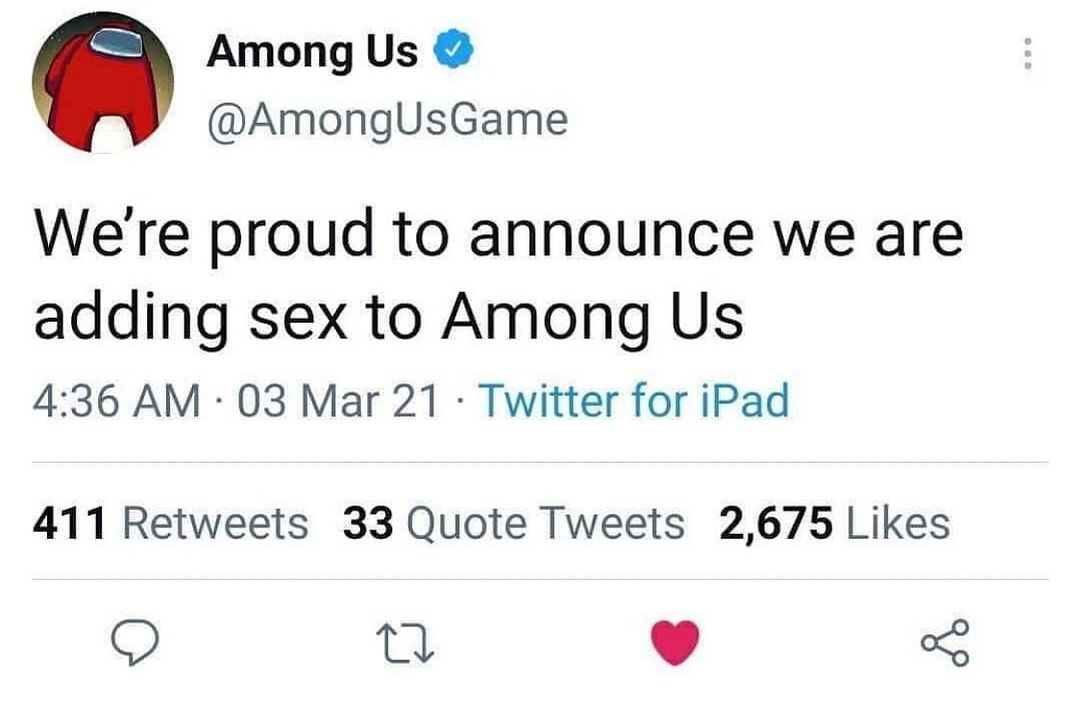 Among Us
@AmongUsGame
We’re proud to announce we are
adding sex to Among Us
4:36 AM · 03 Mar 21 · Twitter for iPad
411 Retweets 33 Quote Tweets 2,675 Likes